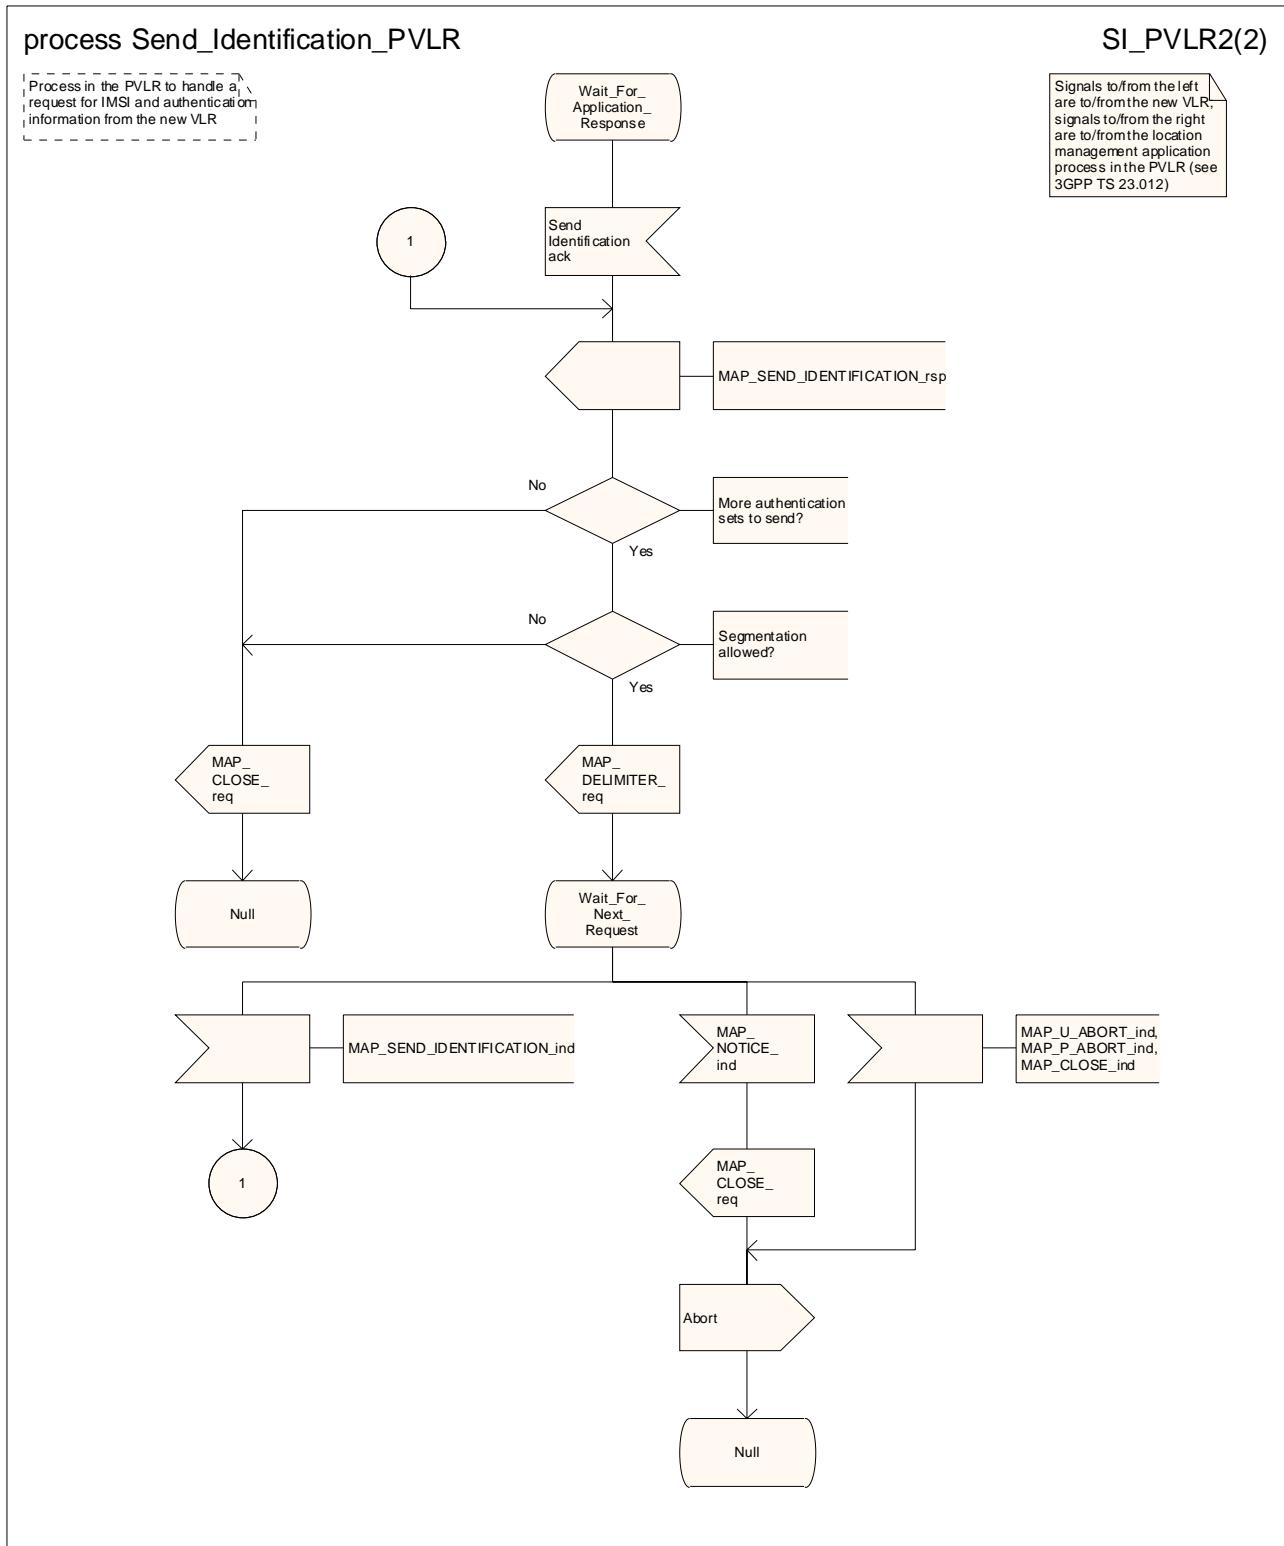 process Send_Identification_PVLR
SI_PVLR2(2)
Process in the PVLR to handle a
request for IMSI and authentication
information from the new VLR
Wait_For_
Application_
Response
Signals to/from the left
are to/from the new VLR;
signals to/from the right
are to/from the location
management application
process in the PVLR (see
3GPP TS 23.012)
1
Send
Identification
ack
MAP_SEND_IDENTIFICATION_rsp
No
More authentication
sets to send?
Yes
No
Segmentation
allowed?
Yes
MAP_
CLOSE_
req
MAP_
DELIMITER_
req
Null
Wait_For_
Next_
Request
MAP_SEND_IDENTIFICATION_ind
MAP_
NOTICE_
ind
MAP_U_ABORT_ind,
MAP_P_ABORT_ind,
MAP_CLOSE_ind
1
MAP_
CLOSE_
req
Abort
Null